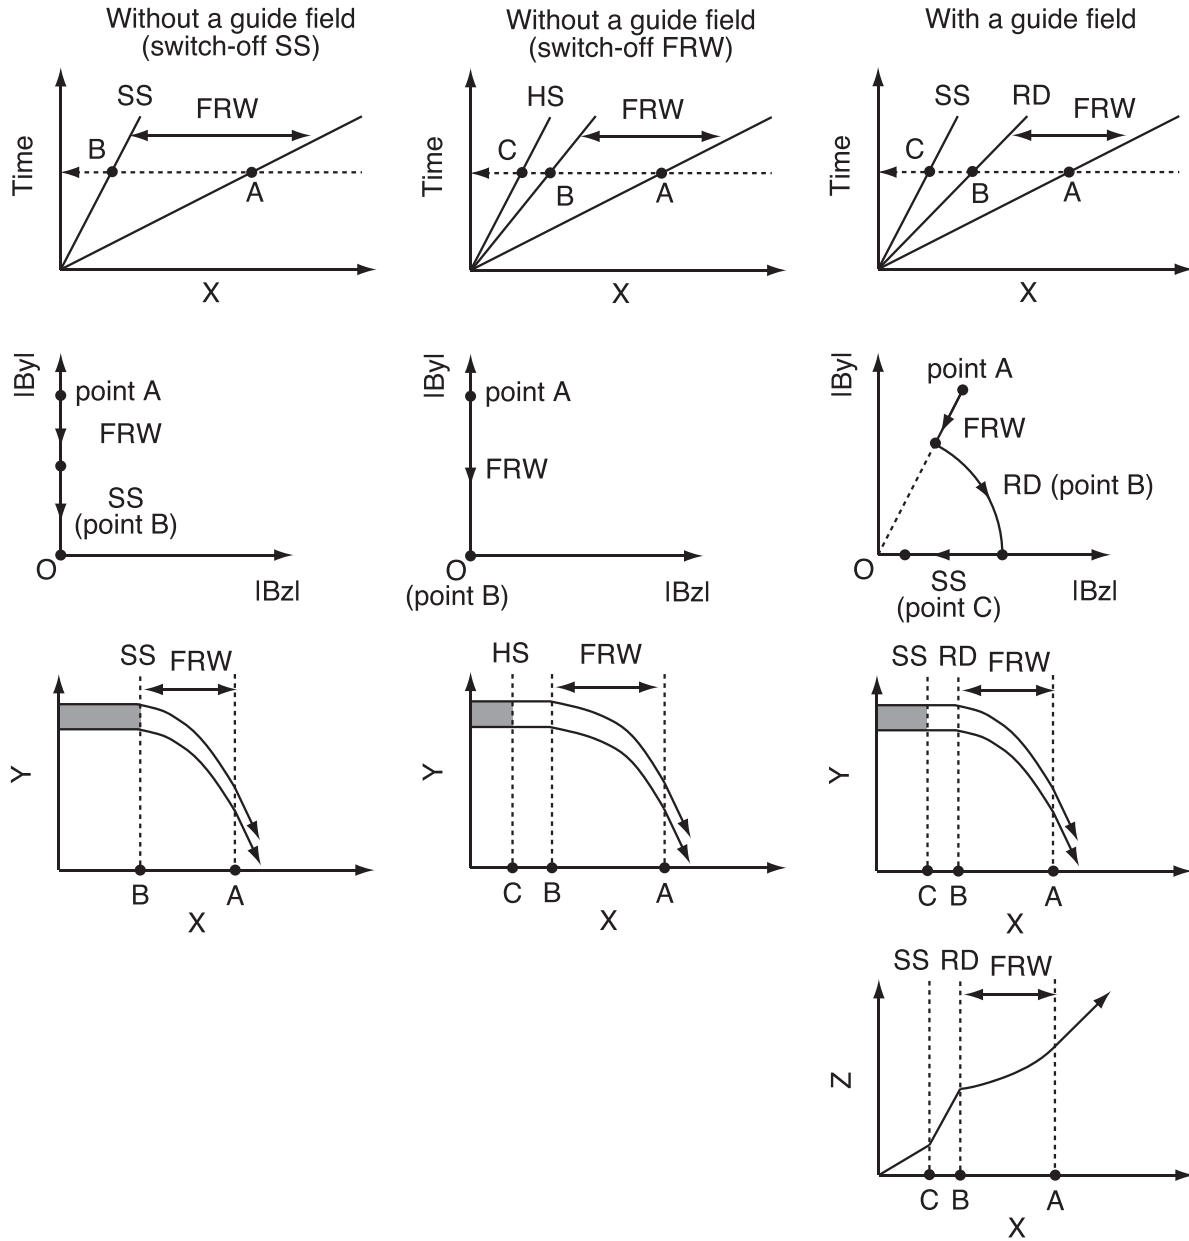 Without a guide field
(switch-off SS)
Without a guide field
(switch-off FRW)
With a guide field
Time
SS
FRW
B
A
X
Time
HS
FRW
C
B
A
X
Time
SS
RD
FRW
C
B
A
X
|By|
point A
FRW
SS
(point B)
O
|Bz|
|By|
point A
FRW
O
(point B)
|Bz|
|By|
point A
FRW
RD (point B)
O
SS
(point C)
|Bz|
SS FRW
Y
B
A
X
HS FRW
Y
C
B
A
X
SS RD FRW
Y
C
B
A
X
SS RD FRW
Z
C
B
A
X